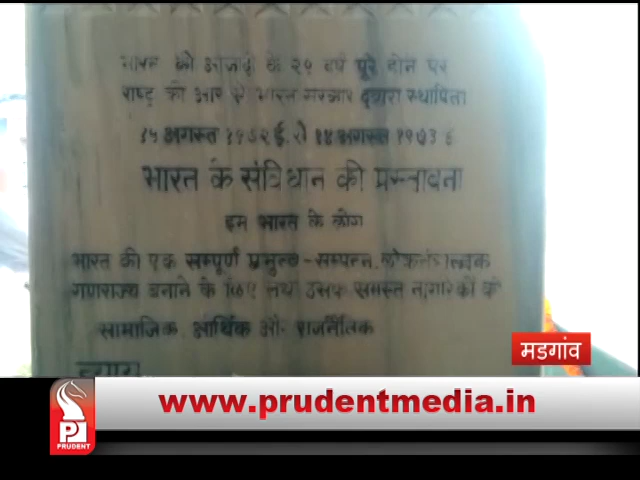 भारत की आजादी के २५ वर्ष पूरे होने पर
राष्ट्र की ओर से भारत सरकार द्वारा स्थापित
१५ अगस्त १९७२ ई. से १४ अगस्त १९७३ ई
भारत के संविधान की प्रस्तावना
हम भारत के लोग
भारत की एक सम्पूर्ण प्रभुत्व-सम्पन्न लोकतंत्रात्मक
गणराज्य बनाने के लिए तथा उसके समस्त नागरिकों को
सामाजिक, आर्थिक और राजनैतिक
न्याय
मडगांव
www.prudentmedia.in
PRUDENT